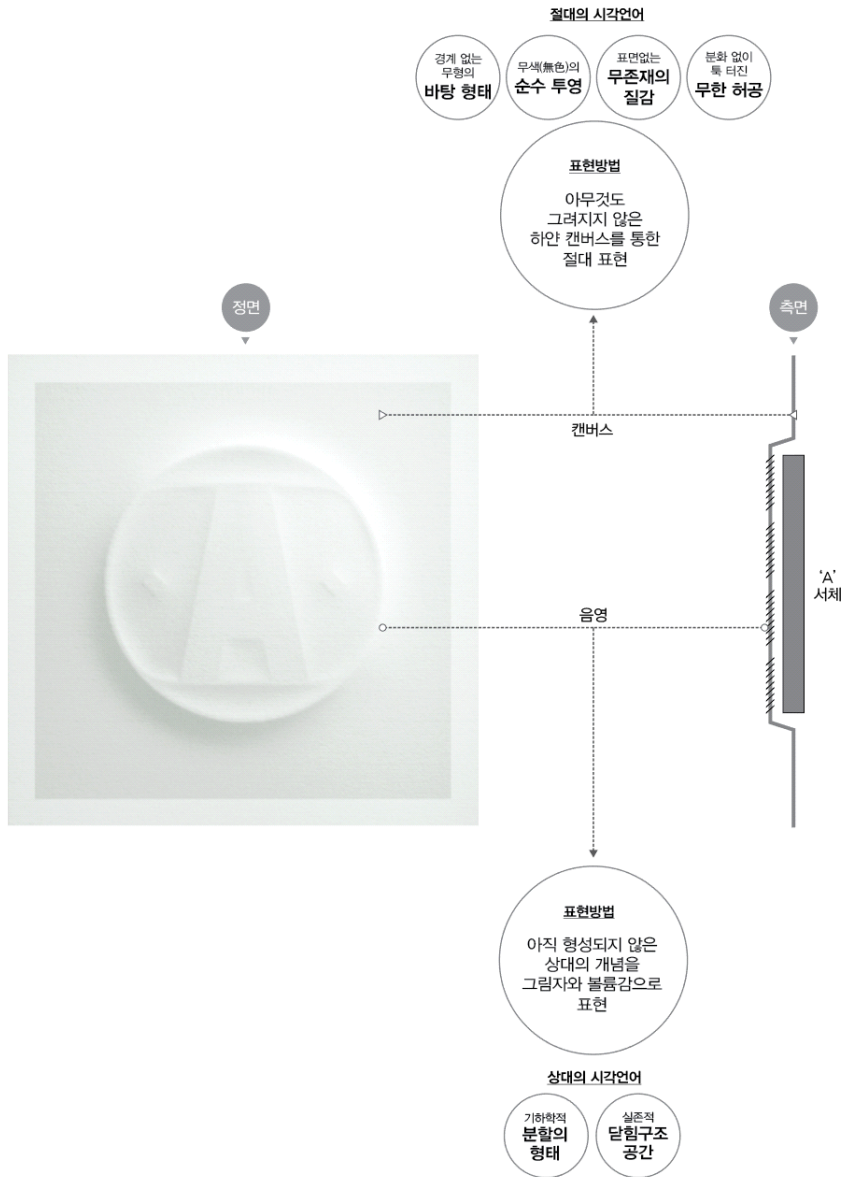 절대의 시각언어
경계 없는
무형의
바탕 형태
무색(無色)의
순수 투영
표면없는
무존재의
질감
분화 없이
툭 터진
무한 허공
표현방법
아무것도
그려지지 않은
하얀 캔버스를 통한
절대 표현
정면
측면
캔버스
A
음영
‘A’
서체
표현방법
아직 형성되지 않은
상대의 개념을
그림자와 볼륨감으로
표현
상대의 시각언어
기하학적
분할의
형태
실존적
닫힘구조
공간